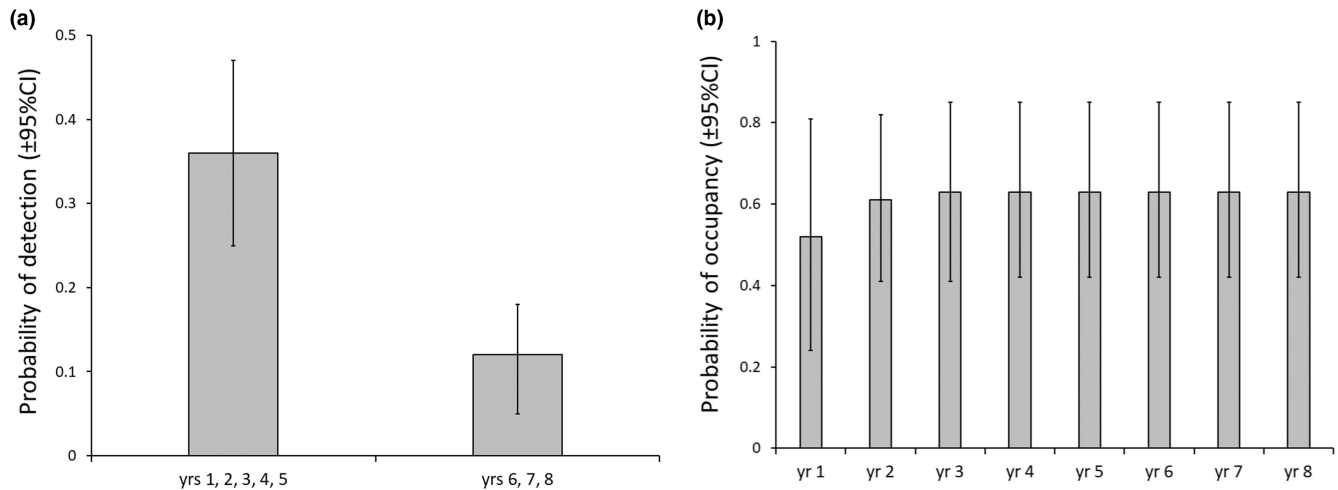 (a)
Probability of detection (±95%CI)
0.5
0.4
0.3
0.2
0.1
0
yrs 1, 2, 3, 4, 5
yrs 6, 7, 8
(b)
Probability of occupancy (±95%CI)
1
0.8
0.6
0.4
0.2
0
yr 1
yr 2
yr 3
yr 4
yr 5
yr 6
yr 7
yr 8